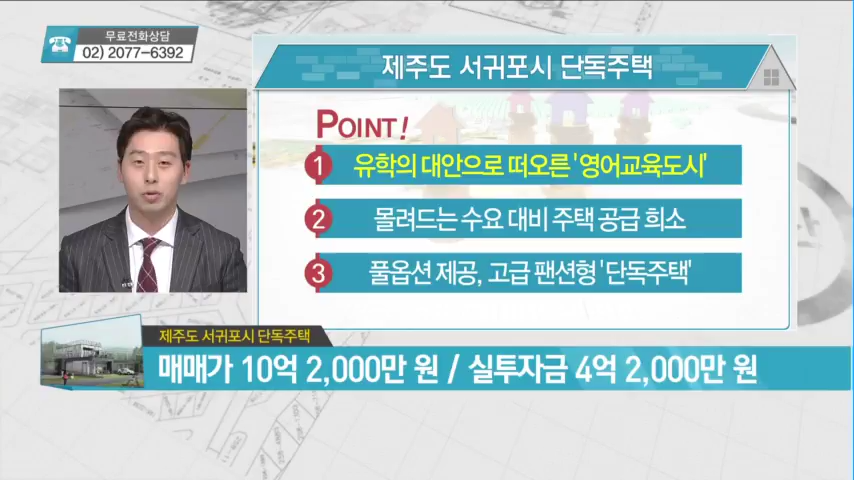 무료전화상담
02) 2077-6392
제주도 서귀포시 단독주택
POINT!
1 유학의 대안으로 떠오른 '영어교육도시'
2 몰려드는 수요 대비 주택 공급 희소
3 풀옵션 제공, 고급 팬션형 '단독주택'
제주도 서귀포시 단독주택
매매가 10억 2,000만 원 / 실투자금 4억 2,000만 원